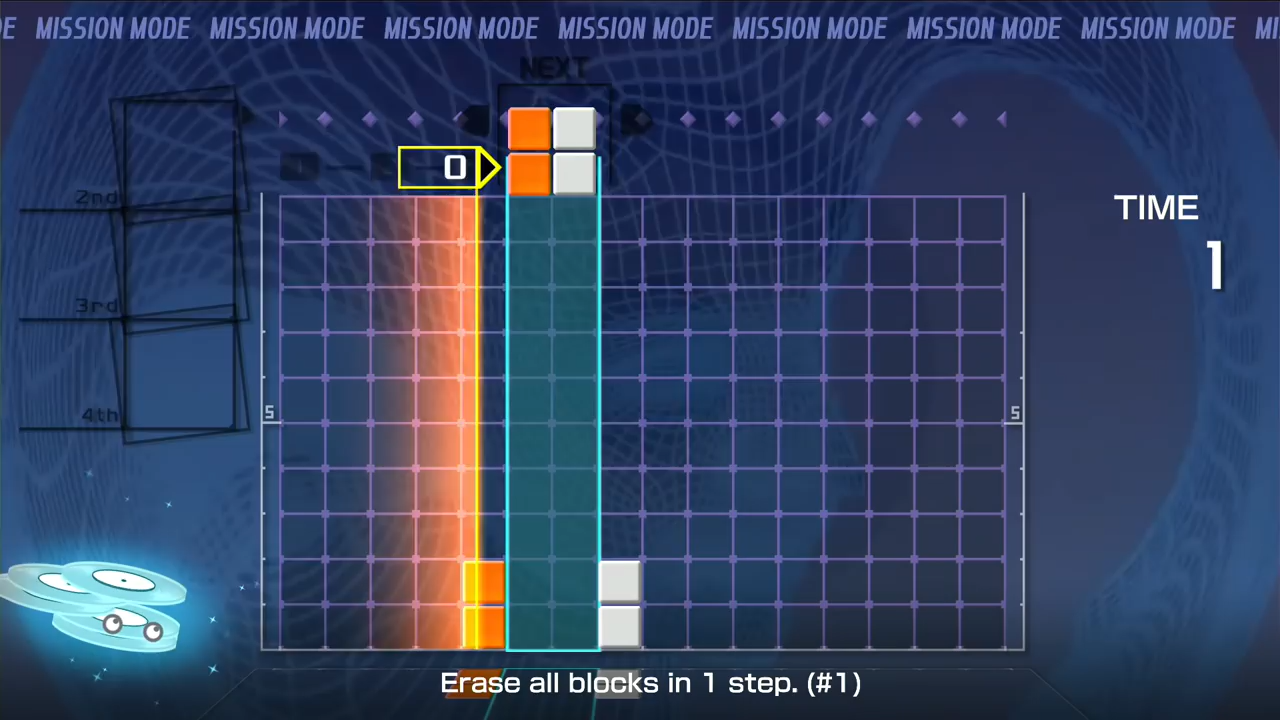 E MISSION MODE MISSION MODE MISSION MODE MISSION MODE MISSION MODE MISSION MODE MISSION MODE MI
NEXT
0
2nd
TIME
1
3rd
4th
5 5
Erase all blocks in 1 step. (#1)